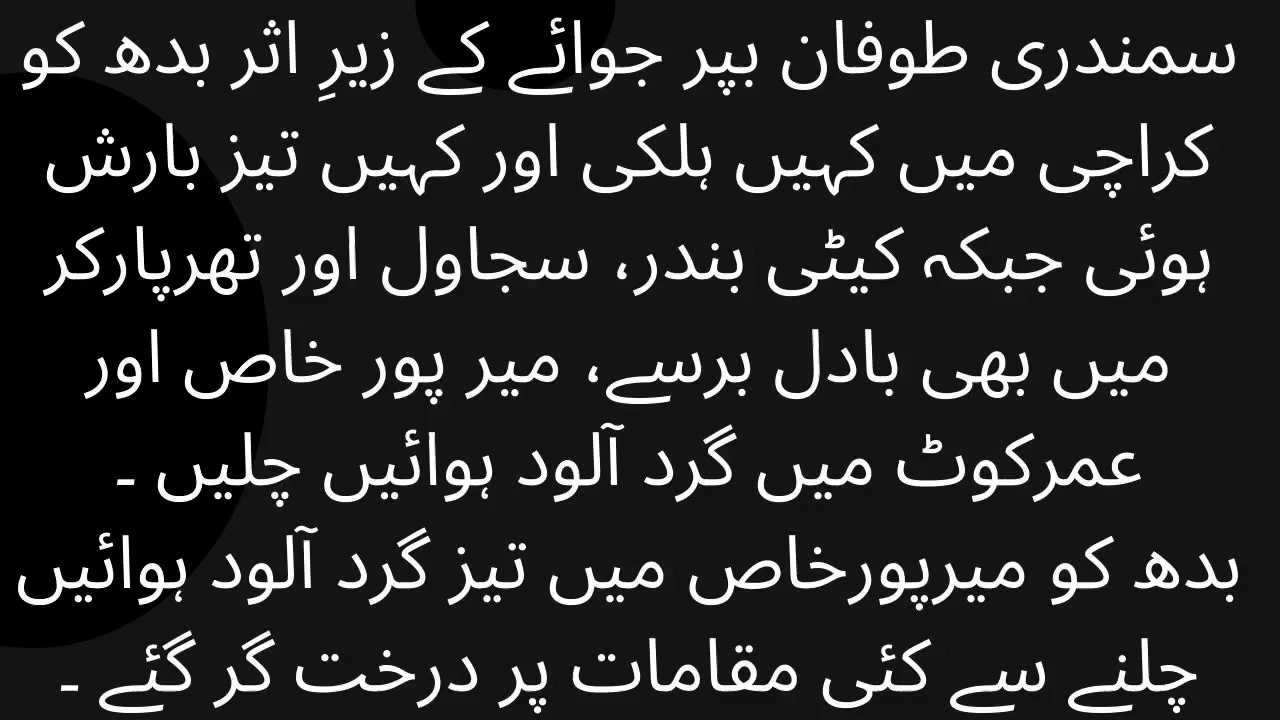 سمندری طوفان بپر جوائے کے زیرِ اثر بدھ کو
کراچی میں کہیں ہلکی اور کہیں تیز بارش
ہوئی جبکہ کیٹی بندر، سجاول اور تھرپارکر
میں بھی بادل برسے، میر پور خاص اور
عمرکوٹ میں گرد آلود ہوائیں چلیں ۔
بدھ کو میرپورخاص میں تیز گرد آلود ہوائیں
چلنے سے کئی مقامات پر درخت گر گئے ۔